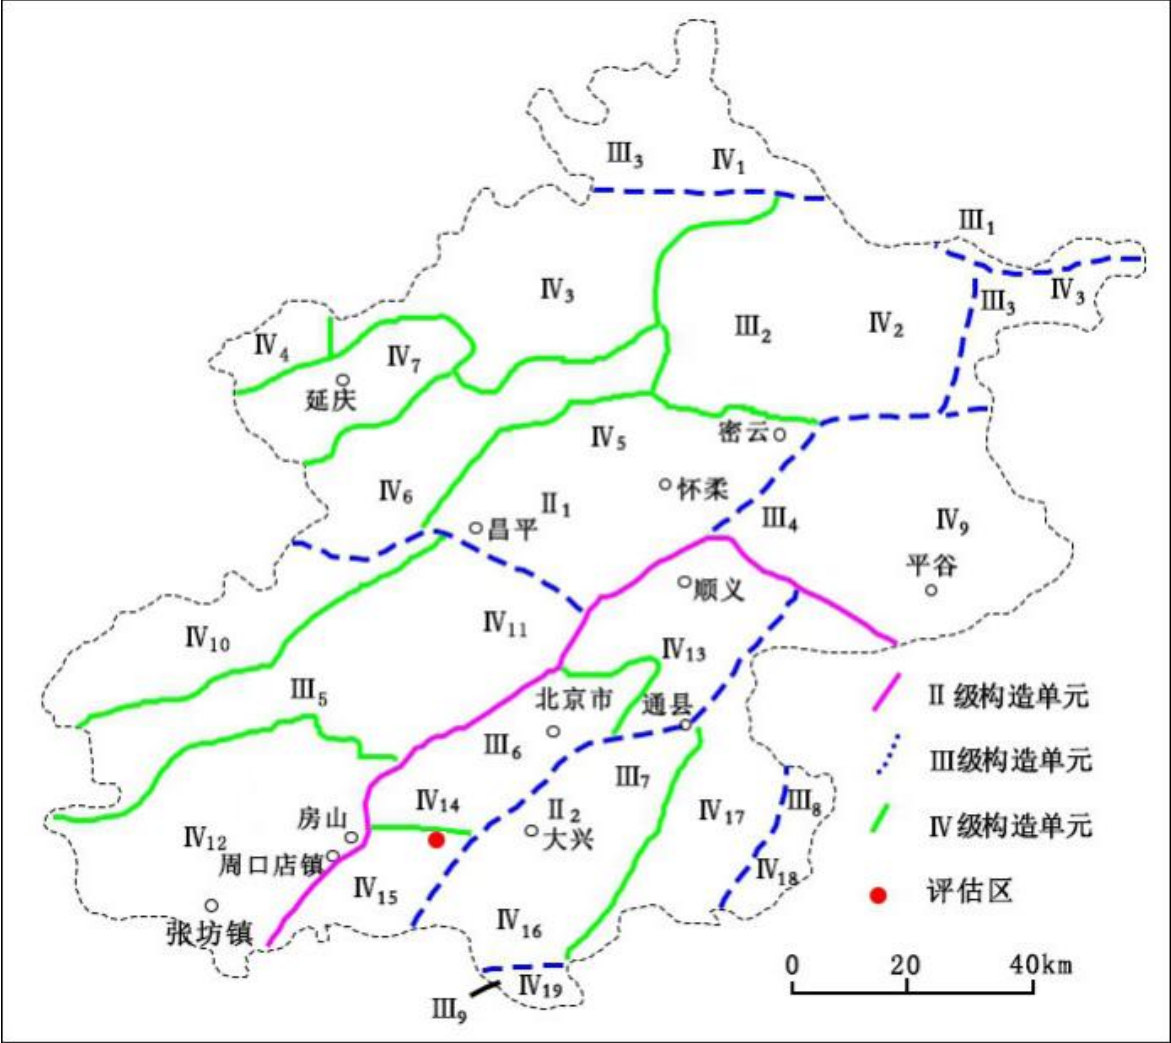 Ⅲ₃ Ⅳ₁
Ⅲ₁
Ⅳ₃
Ⅲ₃ Ⅳ₃
Ⅲ₂ Ⅳ₂
Ⅳ₄ Ⅳ₇
延庆
Ⅳ₅
密云
怀柔
Ⅳ₆
Ⅱ₁
昌平
Ⅲ₄
Ⅳ₉
平谷
顺义
Ⅳ₁₀
Ⅳ₁₁
Ⅳ₁₃
Ⅲ₅
北京市
通县
Ⅱ级构造单元
Ⅲ₆
Ⅲ级构造单元
Ⅲ₇
Ⅳ₁₄
Ⅱ₂
Ⅳ₁₇
Ⅲ₈
房山
大兴
Ⅳ级构造单元
Ⅳ₁₂
周口店镇
Ⅳ₁₅
Ⅳ₁₈
评估区
张坊镇
Ⅳ₁₆
0 20 40km
Ⅳ₁₉
Ⅲ₉